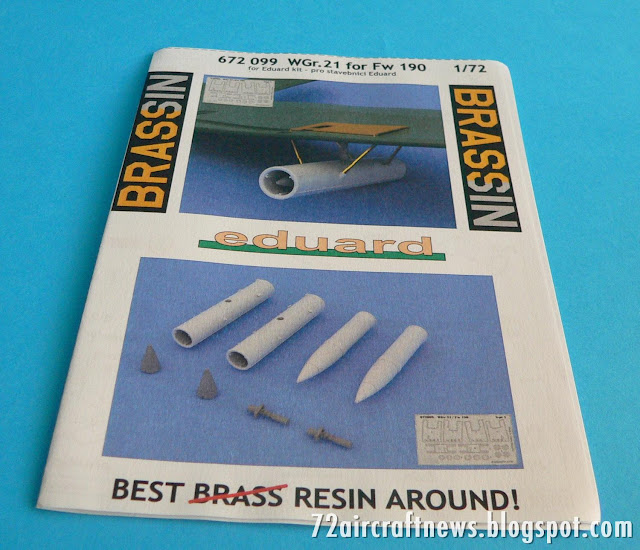 672 099 WGr.21 for Fw 190 1/72
for Eduard kit - pro stavebnici Eduard
BRASSIN
BRASSIN
eduard
BEST BRASS RESIN AROUND!
72aircraftnews.blogspot.com